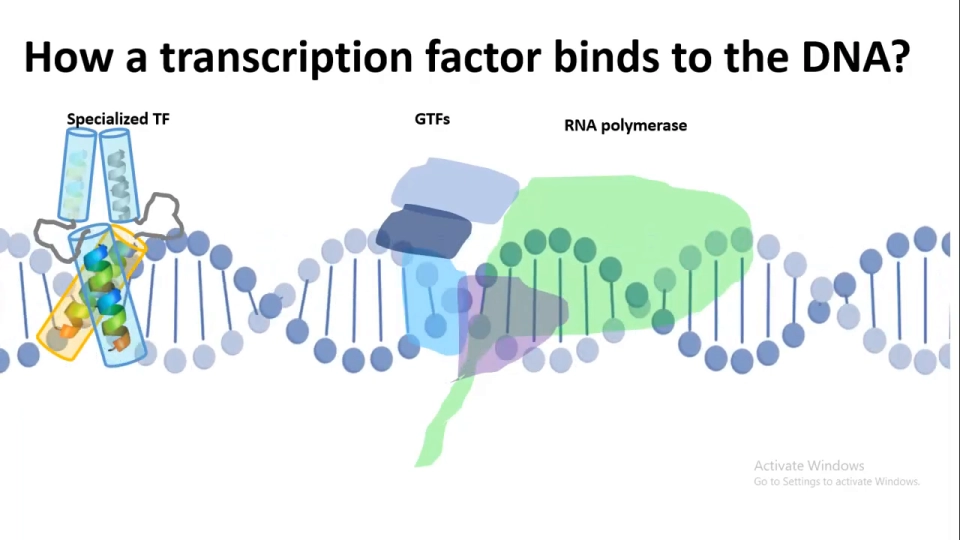 How a transcription factor binds to the DNA?
Specialized TF
GTFs
RNA polymerase
Activate Windows
Go to Settings to activate Windows.